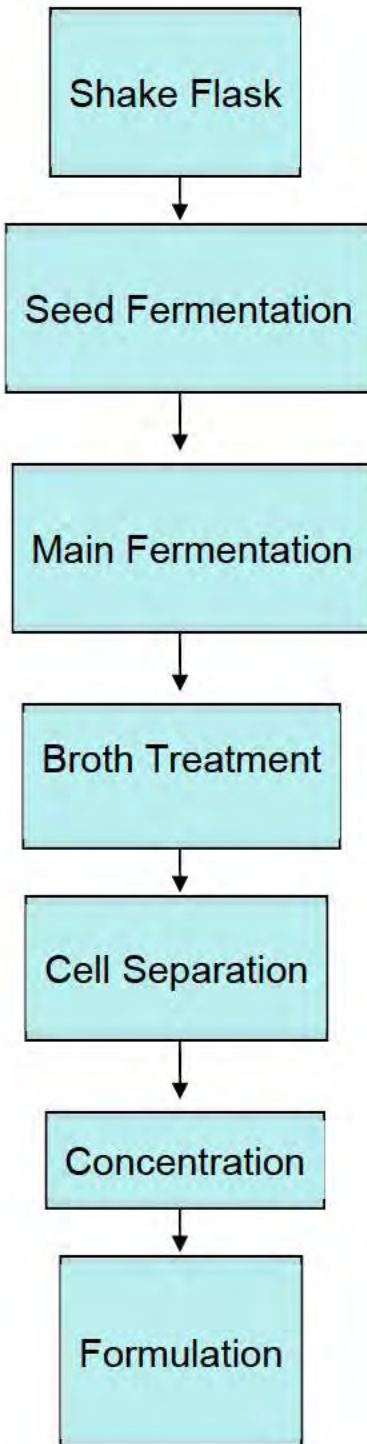 Shake Flask
Seed Fermentation
Main Fermentation
Broth Treatment
Cell Separation
Concentration
Formulation